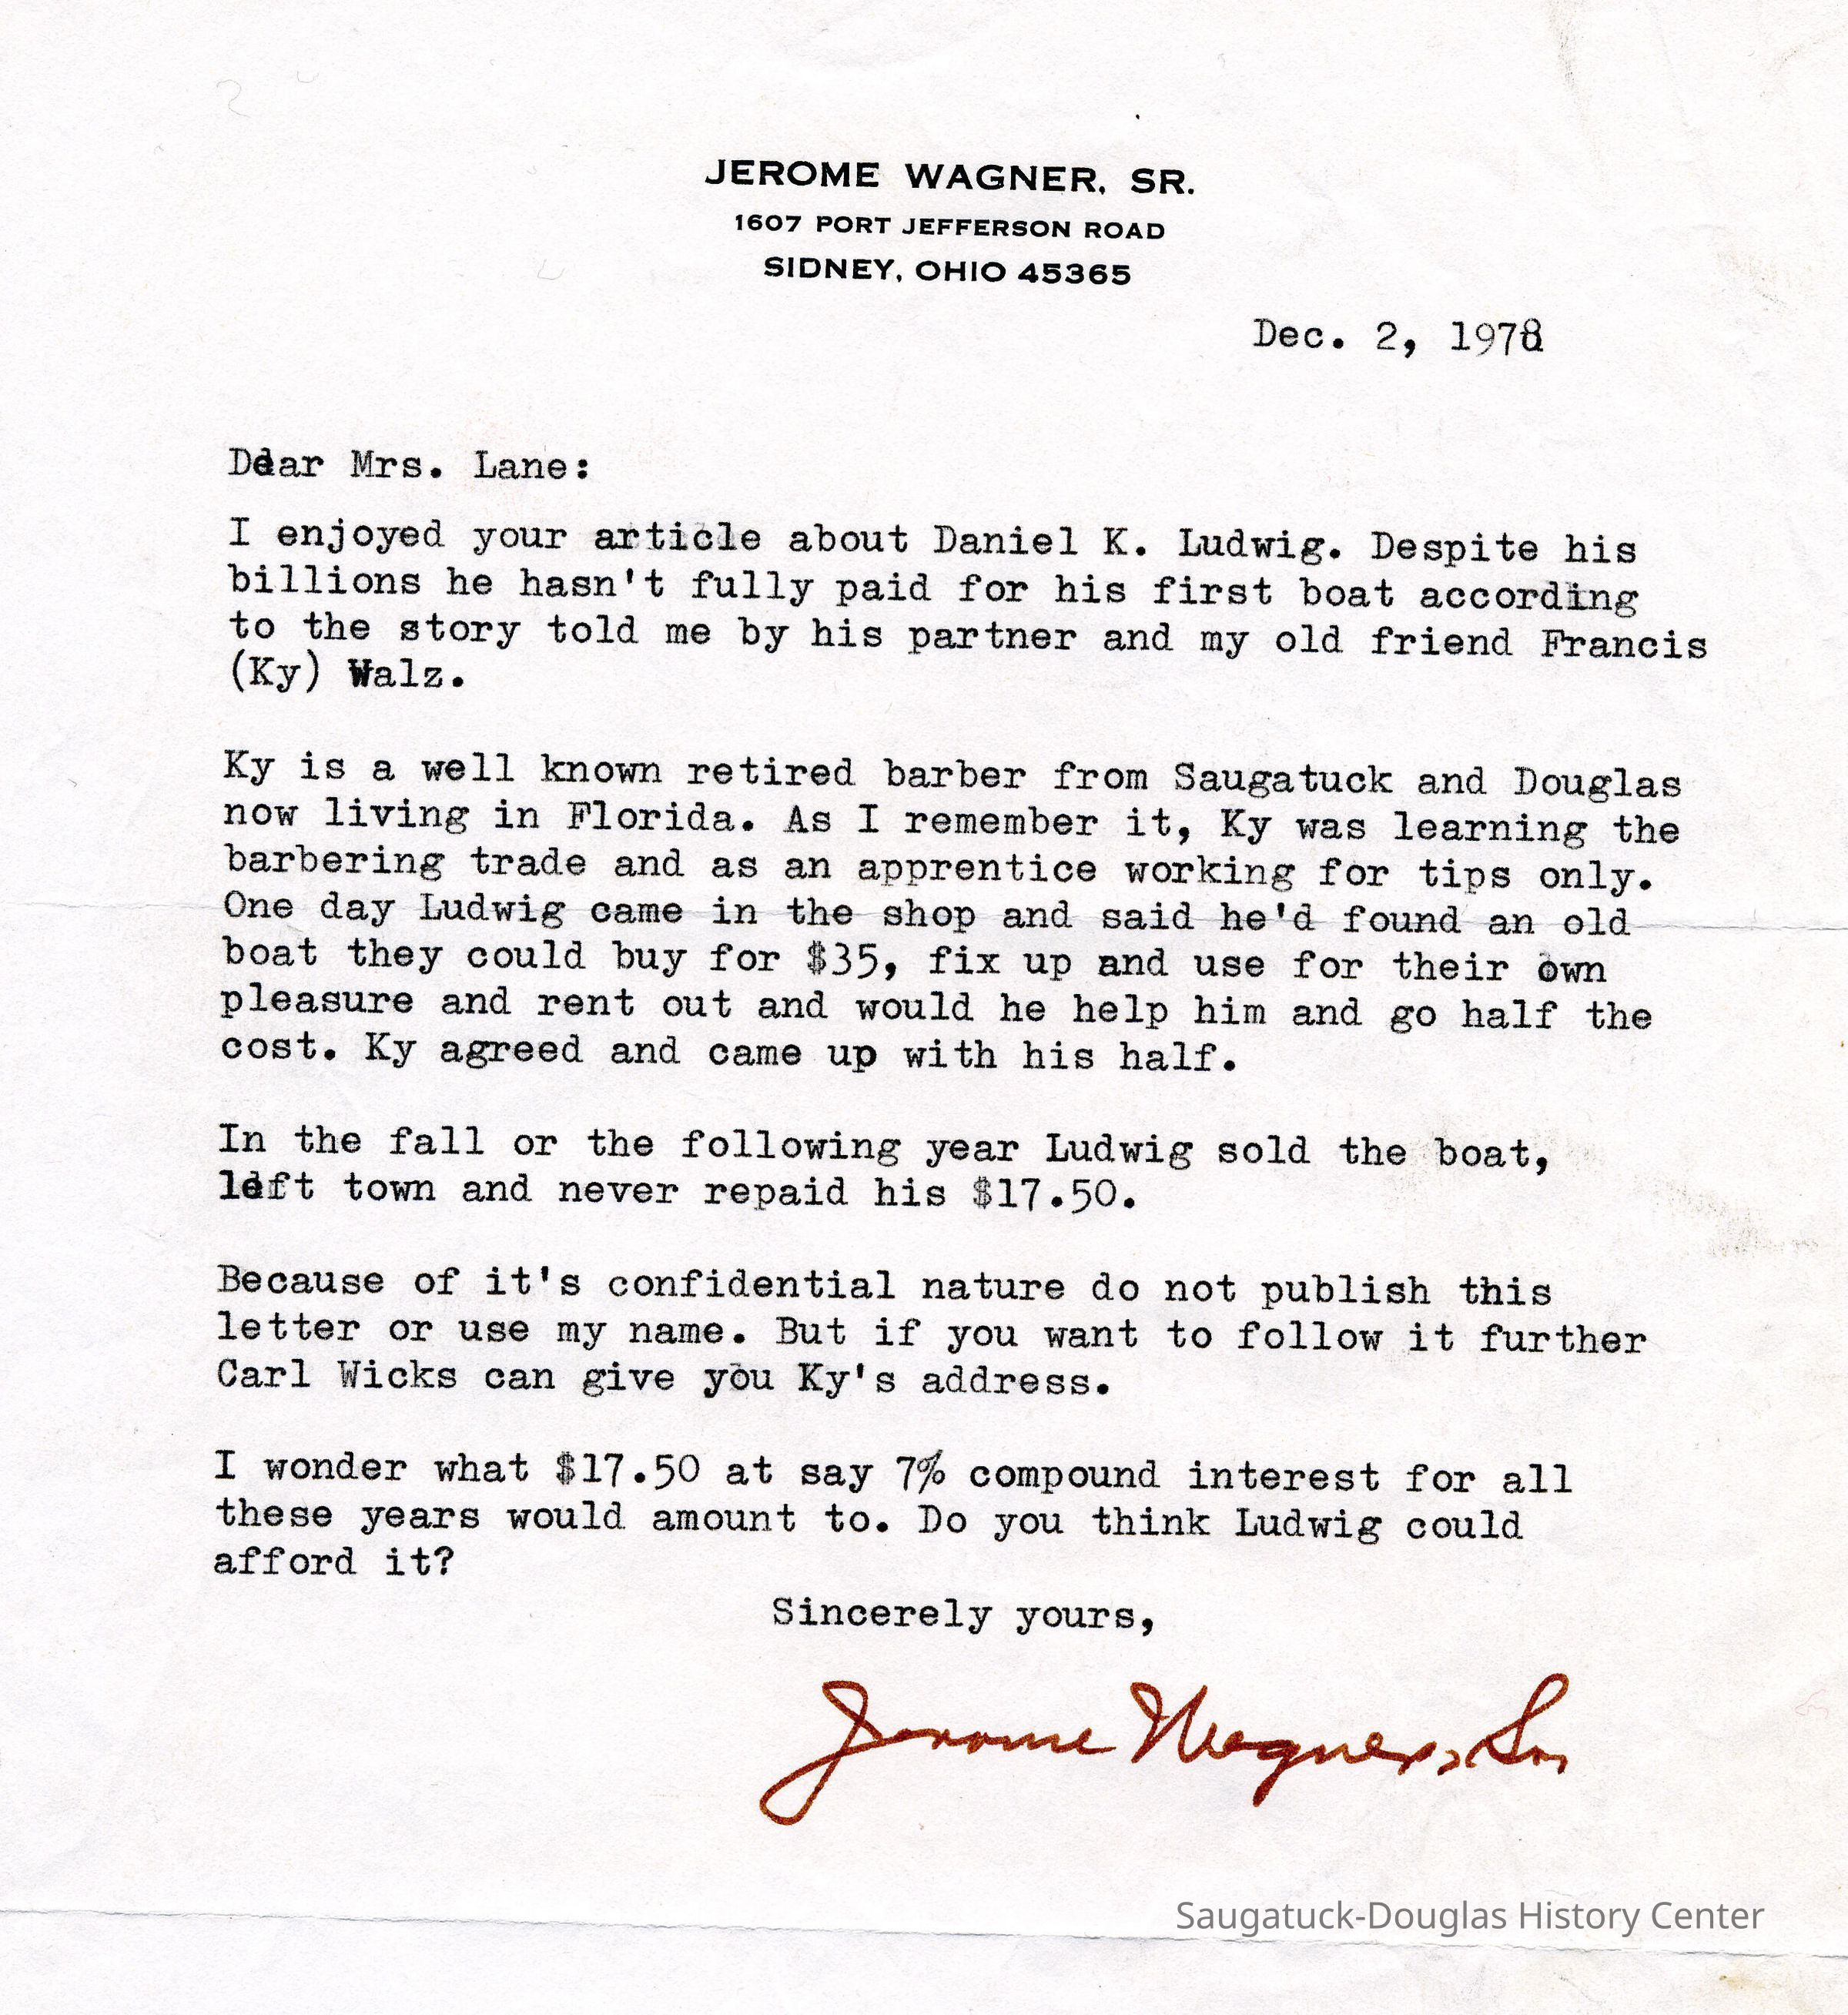 JEROME WAGNER, SR.
1607 PORT JEFFERSON ROAD
SIDNEY, OHIO 45365
Dec. 2, 1978
Dear Mrs. Lane:
I enjoyed your article about Daniel K. Ludwig. Despite his
billions he hasn't fully paid for his first boat according
to the story told me by his partner and my old friend Francis
(Ky) Walz.
Ky is a well known retired barber from Saugatuck and Douglas
now living in Florida. As I remember it, Ky was learning the
barbering trade and as an apprentice working for tips only.
One day Ludwig came in the shop and said he'd found an old
boat they could buy for $35, fix up and use for their own
pleasure and rent out and would he help him and go half the
cost. Ky agreed and came up with his half.
In the fall or the following year Ludwig sold the boat,
left town and never repaid his $17.50.
Because of it's confidential nature do not publish this
letter or use my name. But if you want to follow it further
Carl Wicks can give you Ky's address.
I wonder what $17.50 at say 7% compound interest for all
these years would amount to. Do you think Ludwig could
afford it?
Sincerely yours,
Jerome Wagner, Sr.
Saugatuck-Douglas History Center